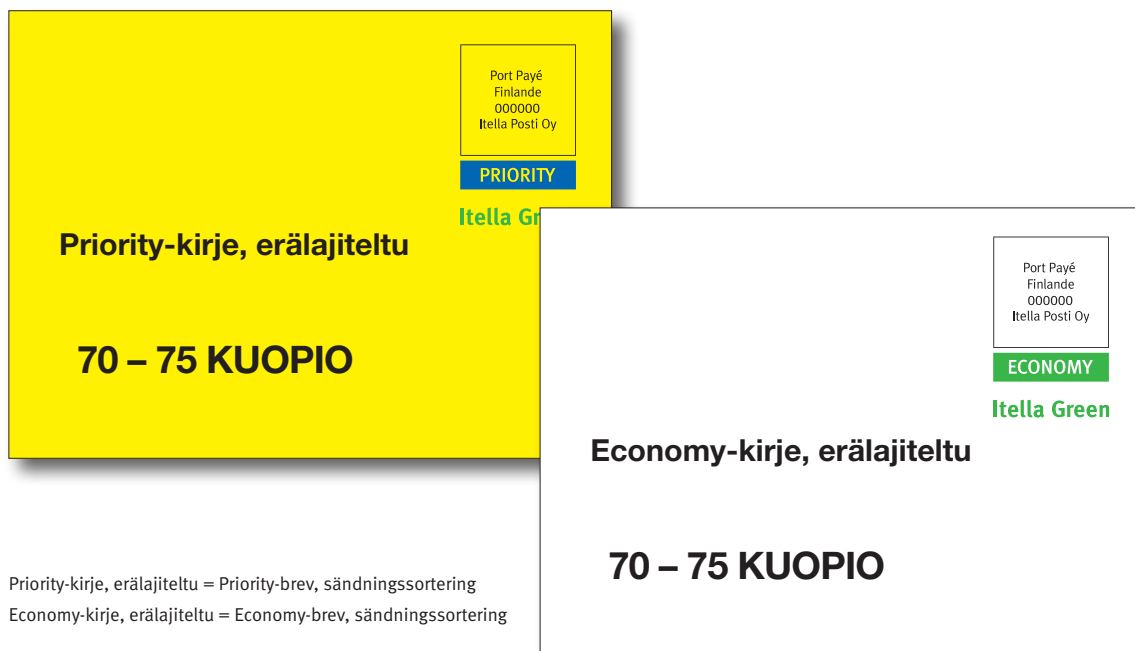 Port Payé
Finlande
000000
Itella Posti Oy
PRIORITY
Itella Gr
Priority-kirje, erälajiteltu
70 – 75 KUOPIO
Port Payé
Finlande
000000
Itella Posti Oy
ECONOMY
Itella Green
Economy-kirje, erälajiteltu
70 – 75 KUOPIO
Priority-kirje, erälajiteltu = Priority-brev, sändningssortering
Economy-kirje, erälajiteltu = Economy-brev, sändningssortering